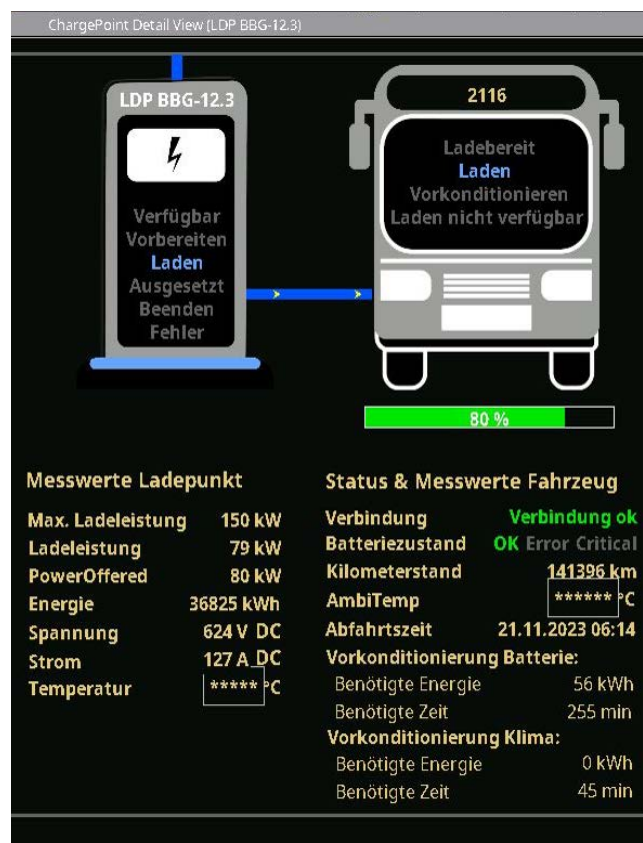 ChargePoint Detail View (LDP BBG-12.3)
LDP BBG-12.3
Verfügbar
Vorbereiten
Laden
Ausgesetzt
Beenden
Fehler
2116
Ladebereit
Laden
Vorkonditionieren
Laden nicht verfügbar
80 %
Messwerte Ladepunkt
Max. Ladeleistung 150 kW
Ladeleistung 79 kW
PowerOffered 80 kW
Energie 36825 kWh
Spannung 624 V DC
Strom 127 A DC
Temperatur ***** °C
Status & Messwerte Fahrzeug
Verbindung Verbindung ok
Batteriezustand OK Error Critical
Kilometerstand 141396 km
AmbiTemp ****** °C
Abfahrtszeit 21.11.2023 06:14
Vorkonditionierung Batterie:
Benötigte Energie 56 kWh
Benötigte Zeit 255 min
Vorkonditionierung Klima:
Benötigte Energie 0 kWh
Benötigte Zeit 45 min